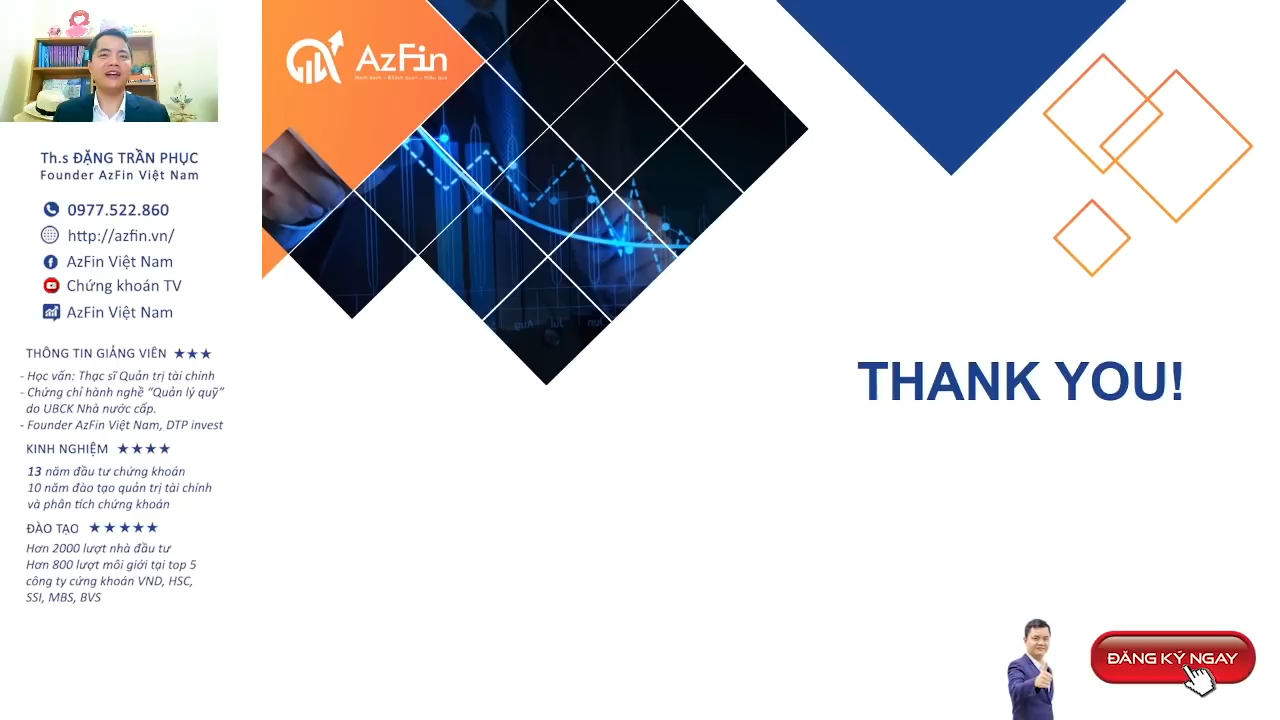 Th.s ĐẶNG TRẦN PHỤC
Founder AzFin Việt Nam
0977.522.860
http://azfin.vn/
AzFin Việt Nam
Chứng khoán TV
AzFin Việt Nam
THÔNG TIN GIẢNG VIÊN
- Học vấn: Thạc sĩ Quản trị tài chính
- Chứng chỉ hành nghề “Quản lý quỹ”
do UBCK Nhà nước cấp.
- Founder AzFin Việt Nam, DTP invest
KINH NGHIỆM
13 năm đầu tư chứng khoán
10 năm đào tạo quản trị tài chính
và phân tích chứng khoán
ĐÀO TẠO
Hơn 2000 lượt nhà đầu tư
Hơn 800 lượt môi giới tại top 5
công ty cứng khoán VND, HSC,
SSI, MBS, BVS
AzFin
Aug Jul Jun
THANK YOU!
ĐĂNG KÝ NGAY